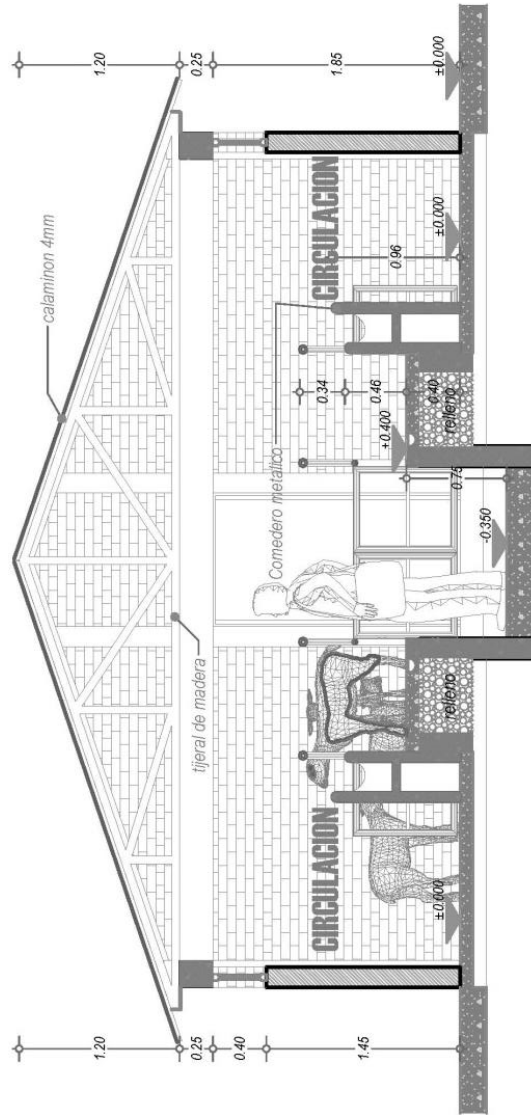 calaminon 4mm
tijeral de madera
Comedero metalico
CIRCULACION
CIRCULACION
relleno
relleno
1.20
0.25
0.40
1.45
1.20
0.25
1.85
±0.000
±0.000
±0.000
+0.400
-0.350
0.34
0.46
0.40
0.75
0.96